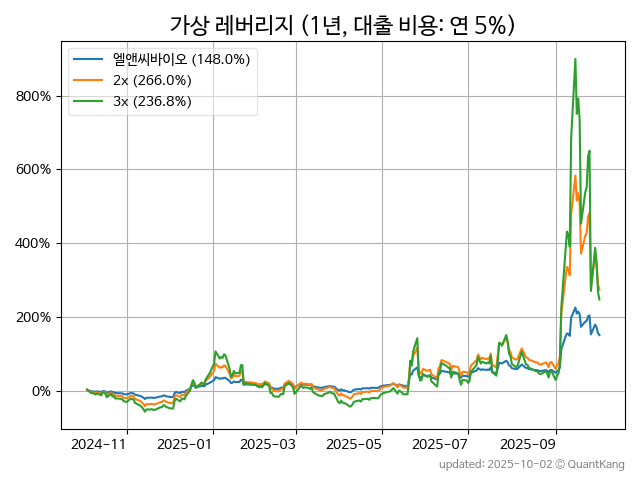 가상 레버리지 (1년, 대출 비용: 연 5%)
엘앤씨바이오 (148.0%)
2x (266.0%)
3x (236.8%)
800%
600%
400%
200%
0%
2024-11 2025-01 2025-03 2025-05 2025-07 2025-09
updated: 2025-10-02 © QuantKang